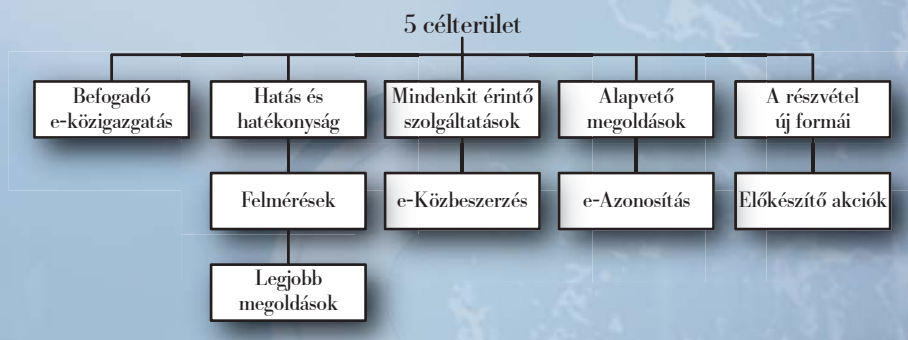 5 célterület
Befogadó
e-közigazgatás
Hatás és
hatékonyság
Mindenkit érintő
szolgáltatások
Alapvető
megoldások
A részvétel
új formái
Felmérések
e-Közbeszerzés
e-Azonosítás
Előkészítő akciók
Legjobb
megoldások